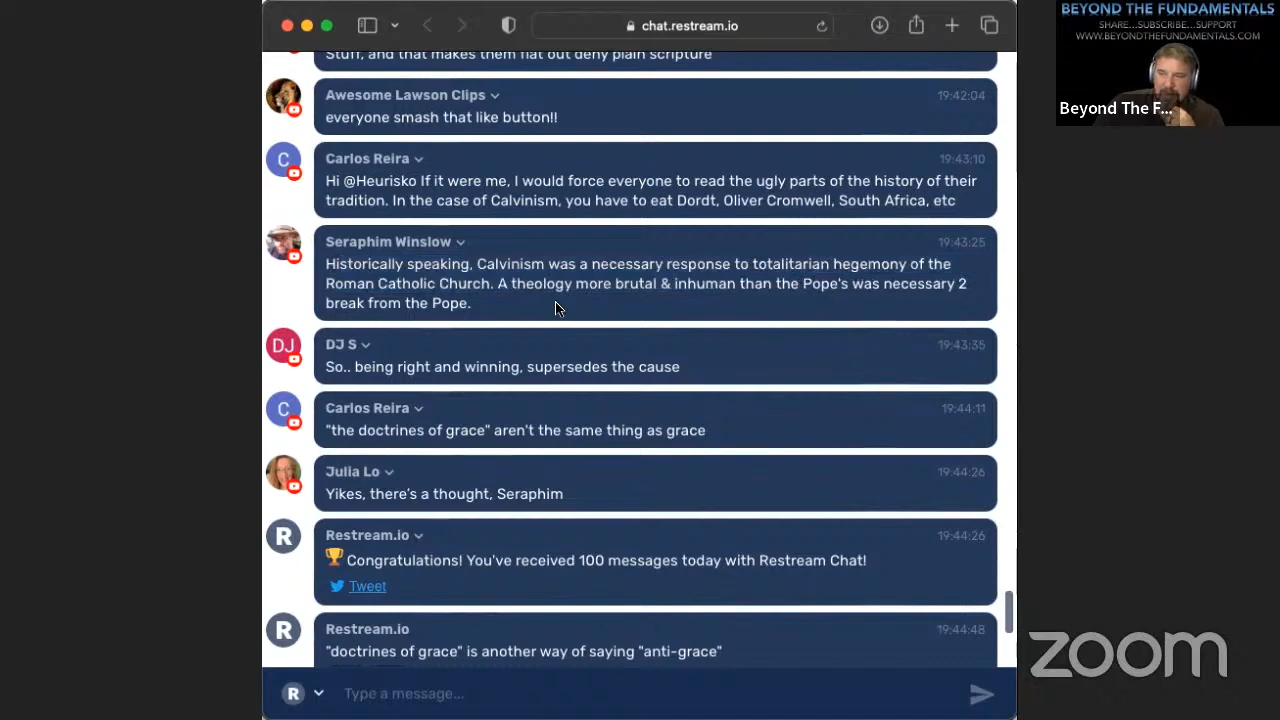 chat.restream.io
BEYOND THE FUNDAMENTALS
SHARE...SUBSCRIBE...SUPPORT
WWW.BEYONDTHEFUNDAMENTALS.COM
Beyond The F...
Stuff, and that makes them flat out deny plain scripture
Awesome Lawson Clips 19:42:04
everyone smash that like button!!
C Carlos Reira 19:43:10
Hi @Heurisko If it were me, I would force everyone to read the ugly parts of the history of their
tradition. In the case of Calvinism, you have to eat Dordt, Oliver Cromwell, South Africa, etc
Seraphim Winslow 19:43:25
Historically speaking, Calvinism was a necessary response to totalitarian hegemony of the
Roman Catholic Church. A theology more brutal & inhuman than the Pope's was necessary 2
break from the Pope.
DJ DJ S 19:43:35
So.. being right and winning, supersedes the cause
C Carlos Reira 19:44:11
"the doctrines of grace" aren't the same thing as grace
Julia Lo 19:44:26
Yikes, there's a thought, Seraphim
R Restream.io 19:44:26
🏆 Congratulations! You've received 100 messages today with Restream Chat!
Tweet
R Restream.io 19:44:48
"doctrines of grace" is another way of saying "anti-grace"
R Type a message...
zoom